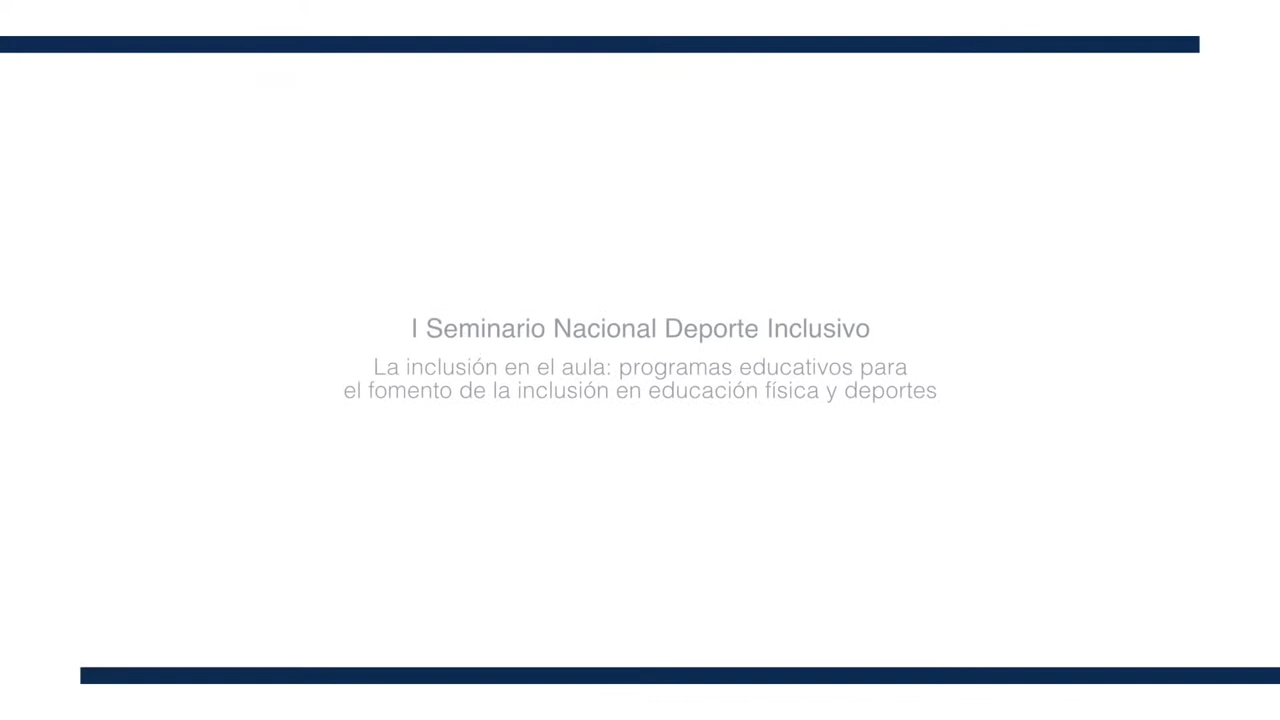 I Seminario Nacional Deporte Inclusivo
La inclusión en el aula: programas educativos para
el fomento de la inclusión en educación física y deportes